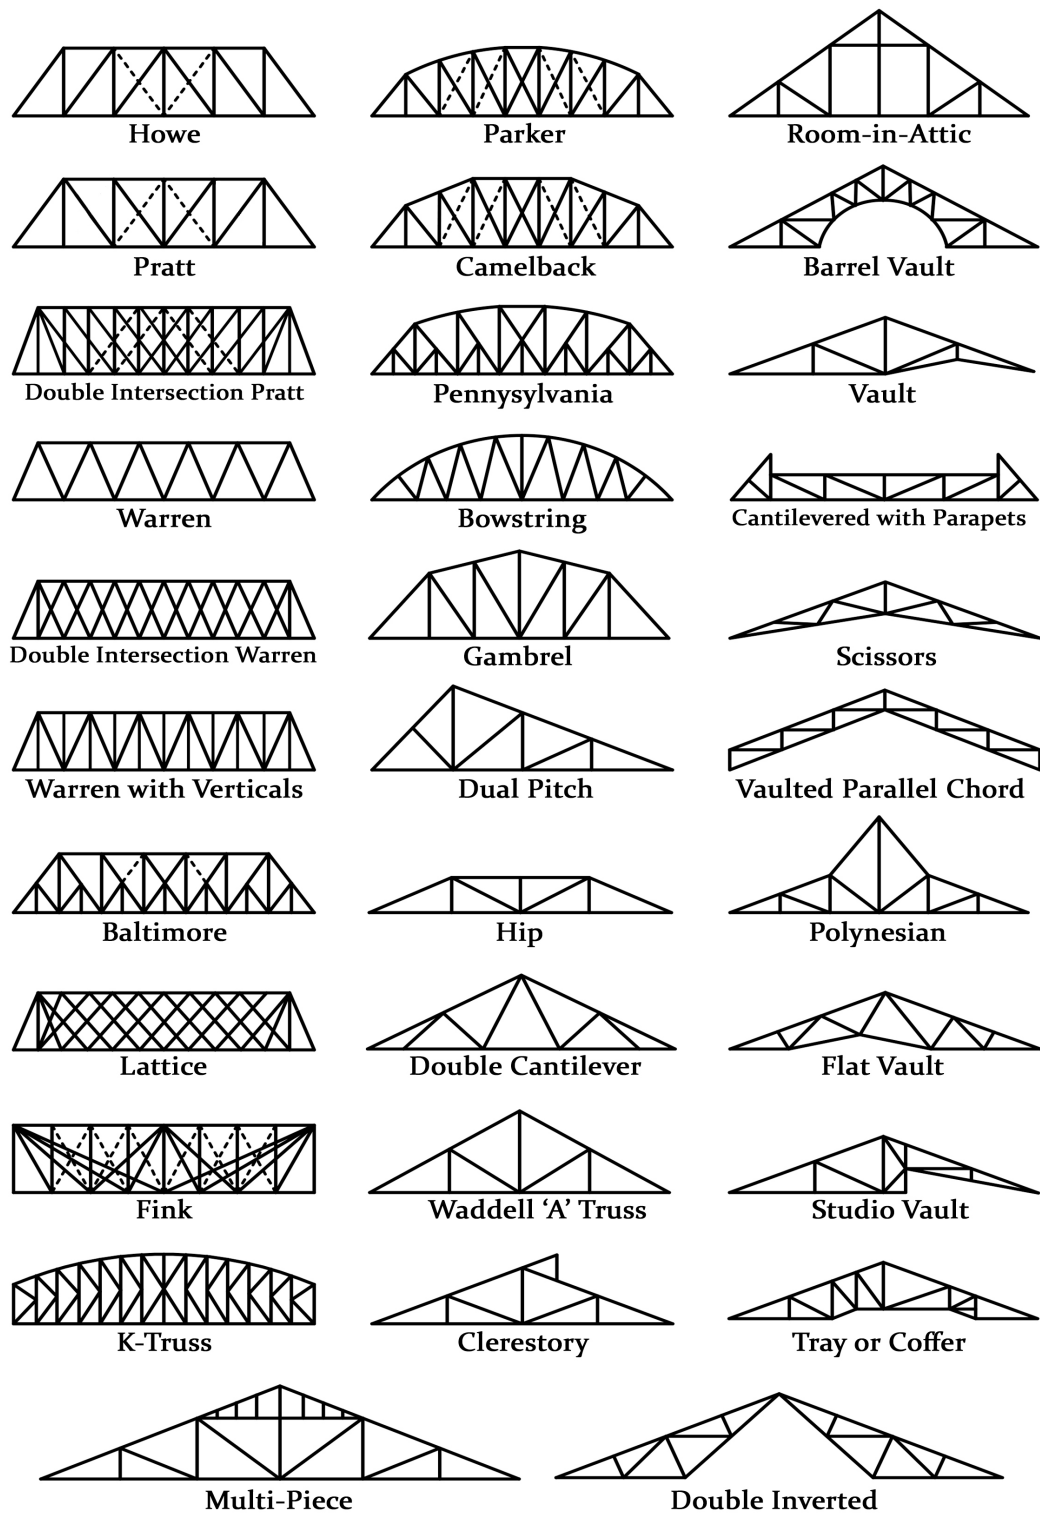 Howe
Parker
Room-in-Attic
Pratt
Camelback
Barrel Vault
Double Intersection Pratt
Pennysylvania
Vault
Warren
Bowstring
Cantilevered with Parapets
Double Intersection Warren
Gambrel
Scissors
Warren with Verticals
Dual Pitch
Vaulted Parallel Chord
Baltimore
Hip
Polynesian
Lattice
Double Cantilever
Flat Vault
Fink
Waddell ‘A’ Truss
Studio Vault
K-Truss
Clerestory
Tray or Coffer
Multi-Piece
Double Inverted